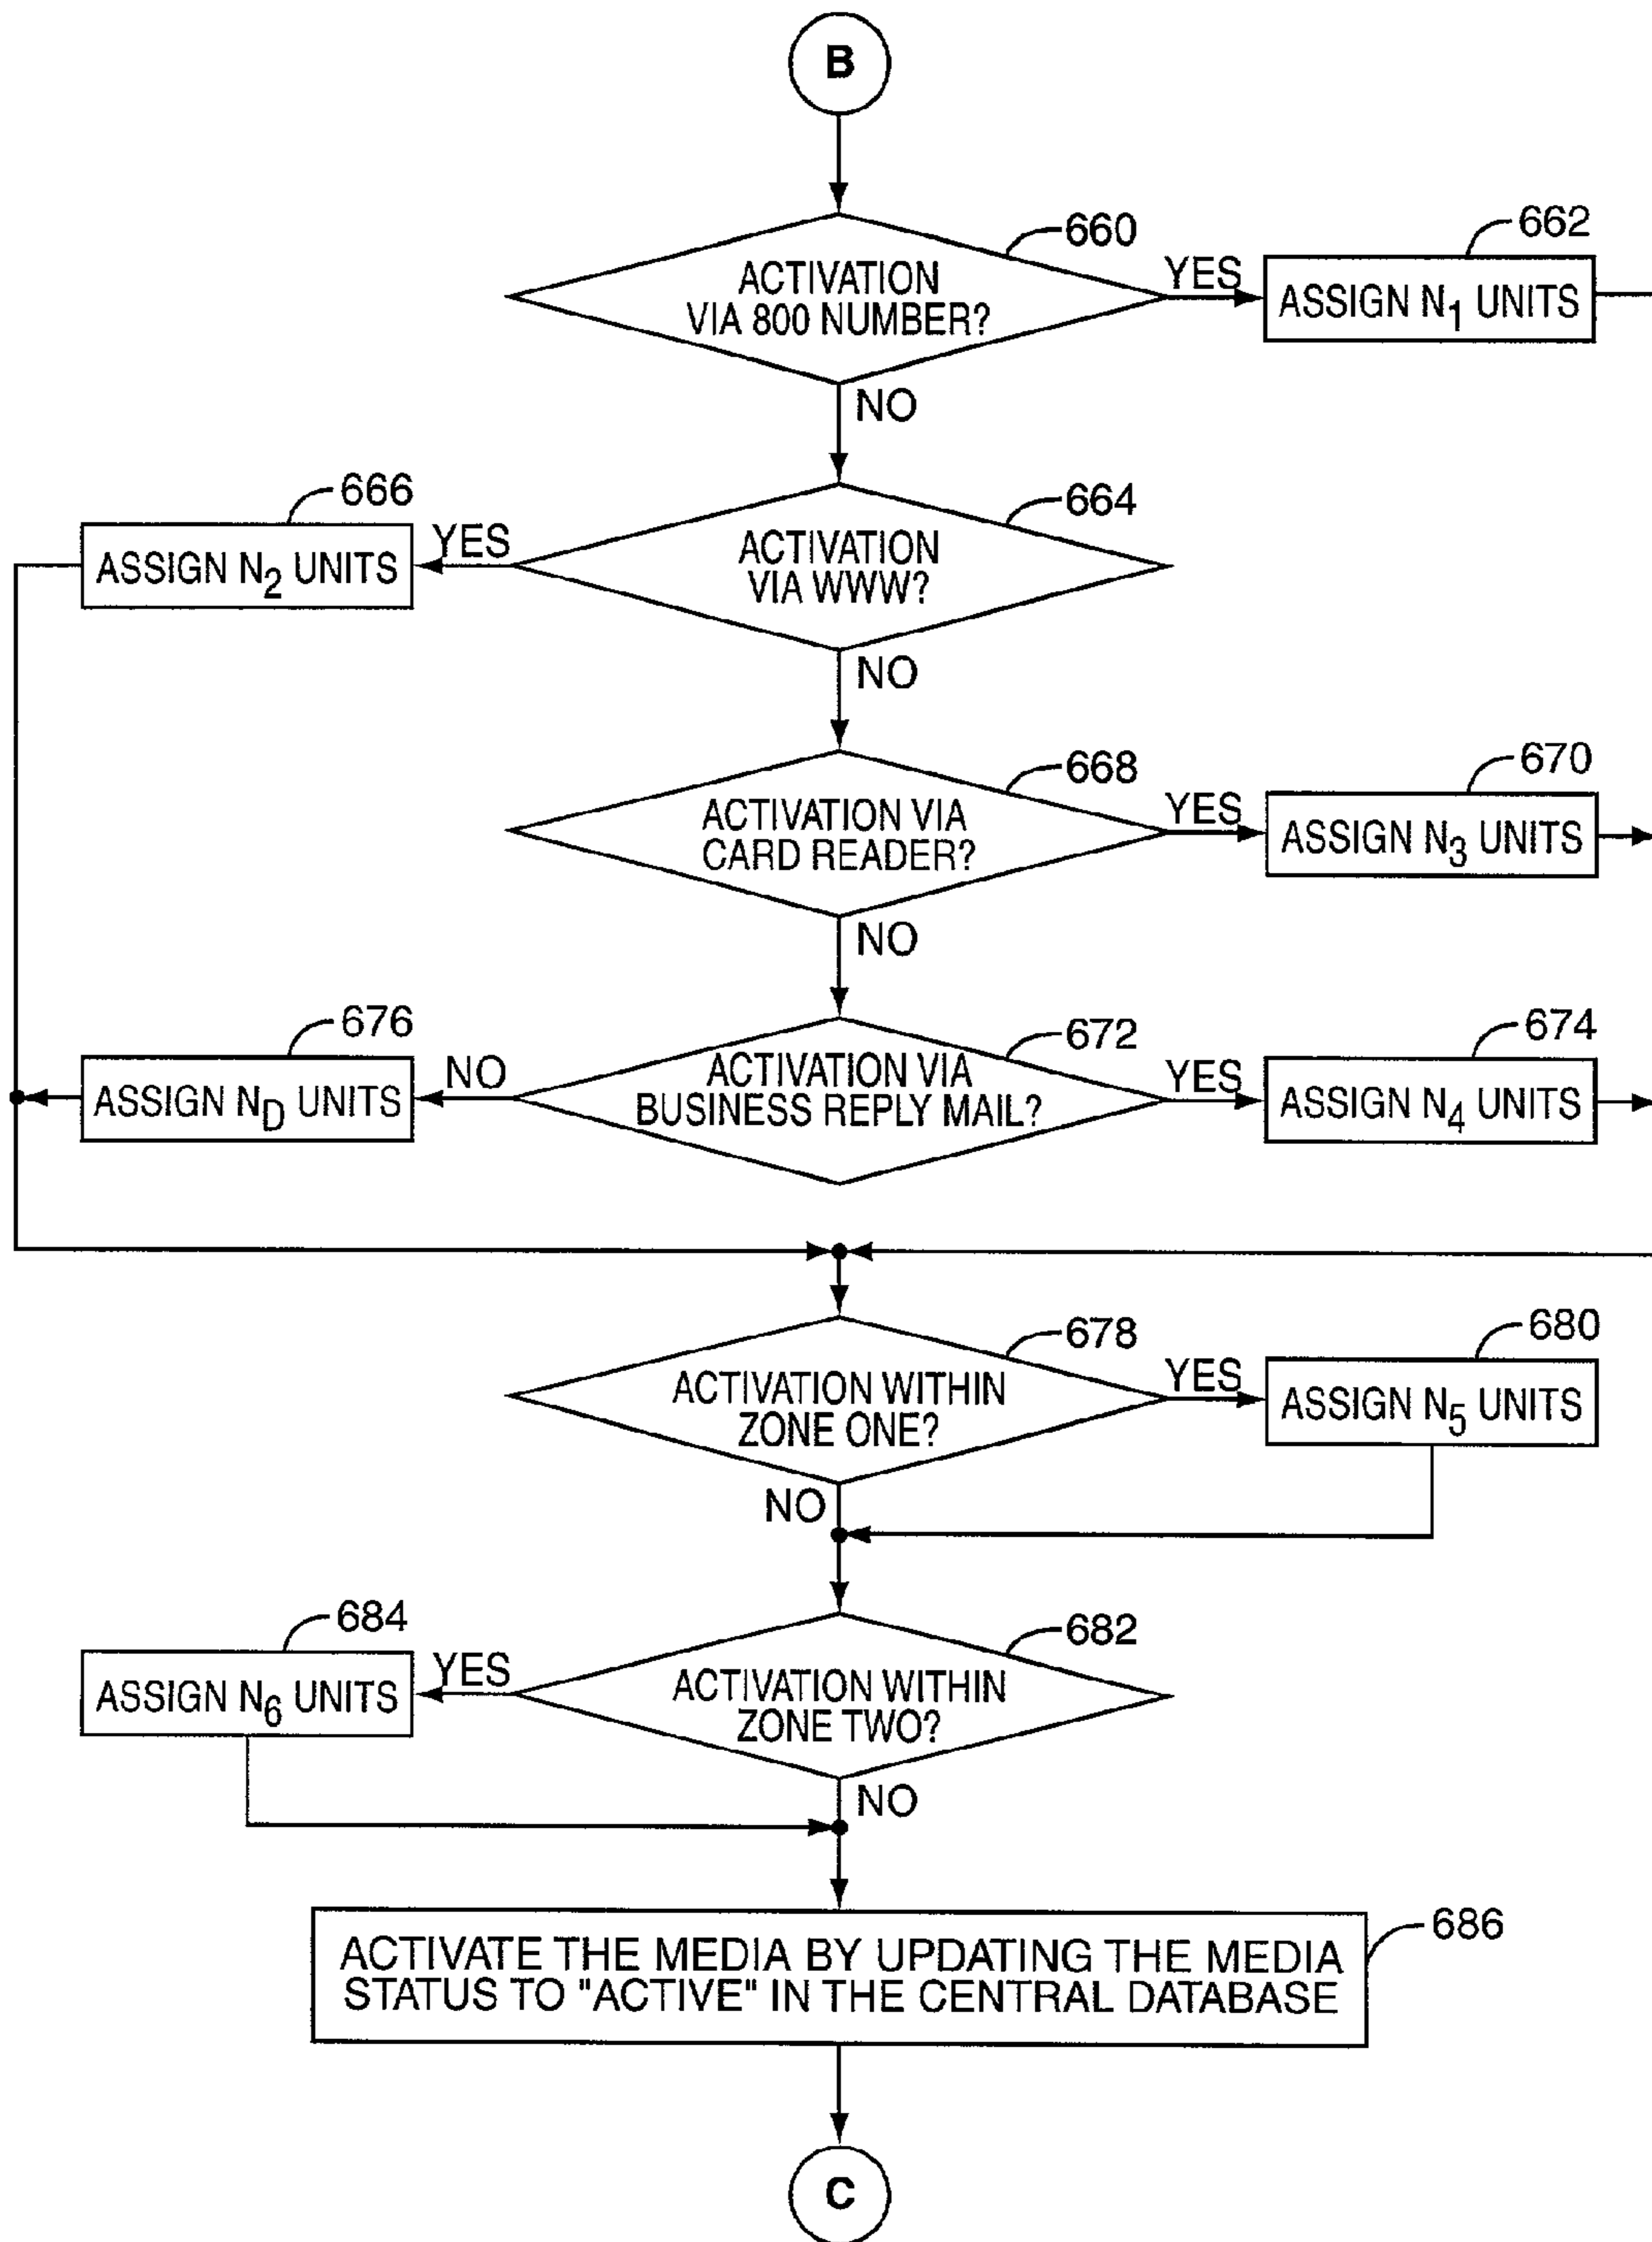 B
660
ACTIVATION
VIA 800 NUMBER?
YES
662
ASSIGN N1 UNITS
NO
666
ASSIGN N2 UNITS
YES
664
ACTIVATION
VIA WWW?
NO
668
ACTIVATION VIA
CARD READER?
YES
670
ASSIGN N3 UNITS
NO
676
ASSIGN ND UNITS
NO
672
ACTIVATION VIA
BUSINESS REPLY MAIL?
YES
674
ASSIGN N4 UNITS
678
ACTIVATION WITHIN
ZONE ONE?
YES
680
ASSIGN N5 UNITS
NO
684
ASSIGN N6 UNITS
YES
682
ACTIVATION WITHIN
ZONE TWO?
NO
686
ACTIVATE THE MEDIA BY UPDATING THE MEDIA
STATUS TO "ACTIVE" IN THE CENTRAL DATABASE
C